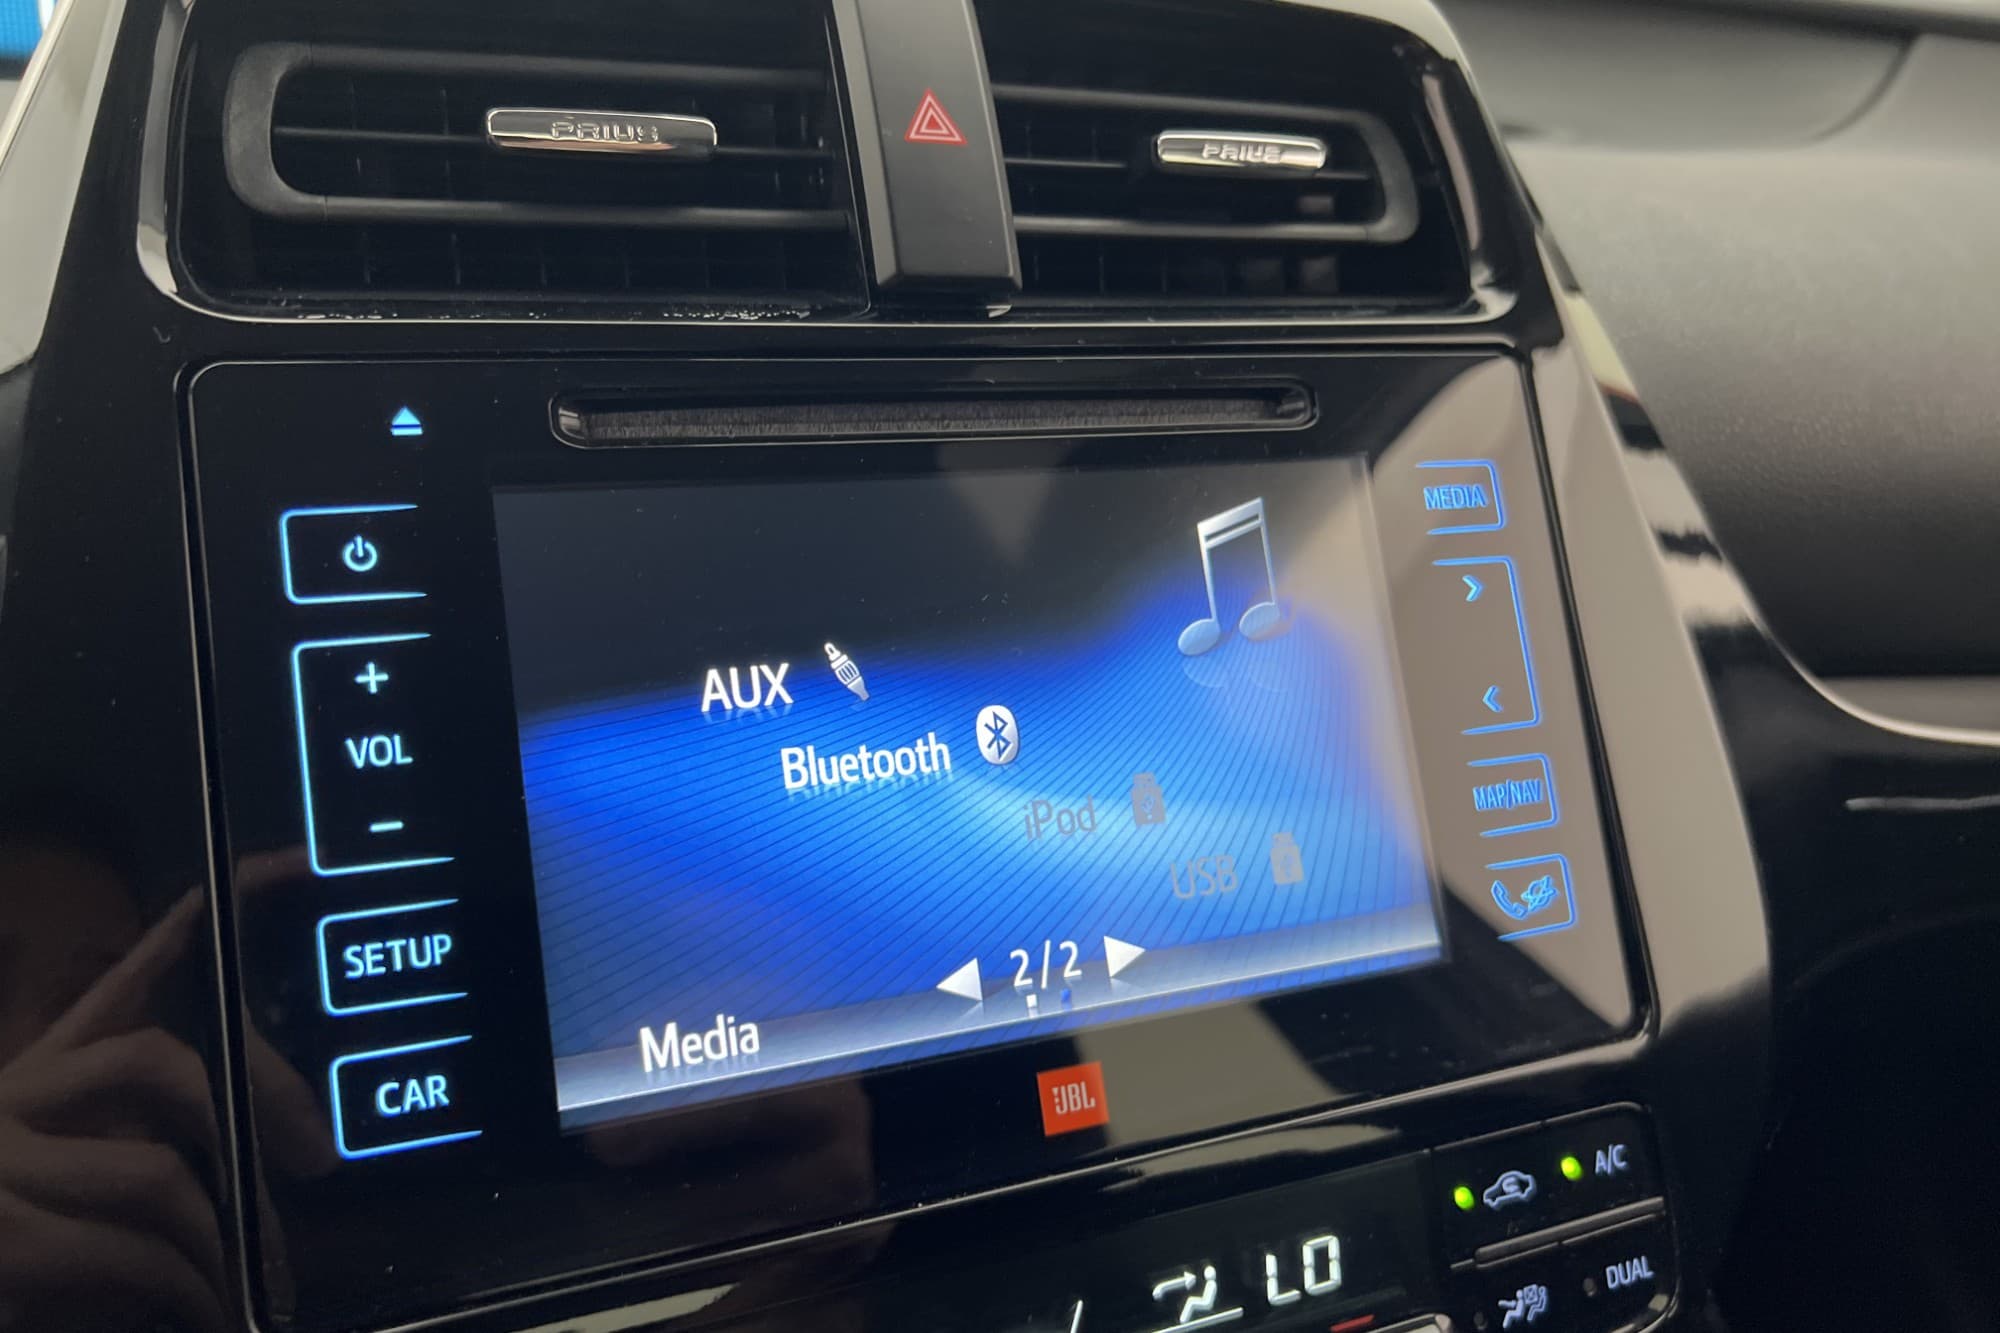 PRIUS
PRIUS
MEDIA
AUX
VOL
Bluetooth
iPod
MAP/NAV
USB
SETUP
2/2
Media
CAR
JBL
A/C
LO
DUAL